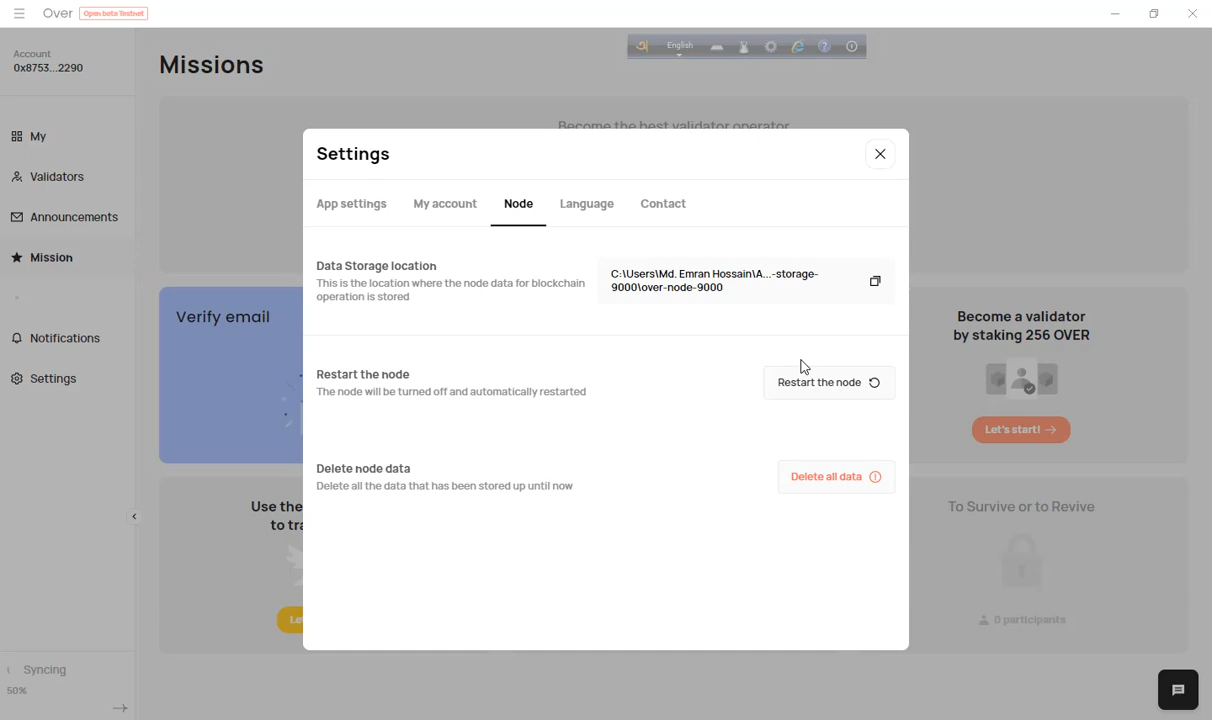 Over Open beta Testnet
Account
0x8753...2290
My
Validators
Announcements
Mission
Notifications
Settings
Syncing
50%
Missions
English
Become the best validator operator
Verify email
Become a validator
by staking 256 OVER
Let's start!
Use the
to tra
Le
To Survive or to Revive
0 participants
Settings
App settings My account Node Language Contact
Data Storage location
This is the location where the node data for blockchain
operation is stored
C:\Users\Md. Emran Hossain\A...-storage-
9000\over-node-9000
Restart the node
The node will be turned off and automatically restarted
Restart the node
Delete node data
Delete all the data that has been stored up until now
Delete all data